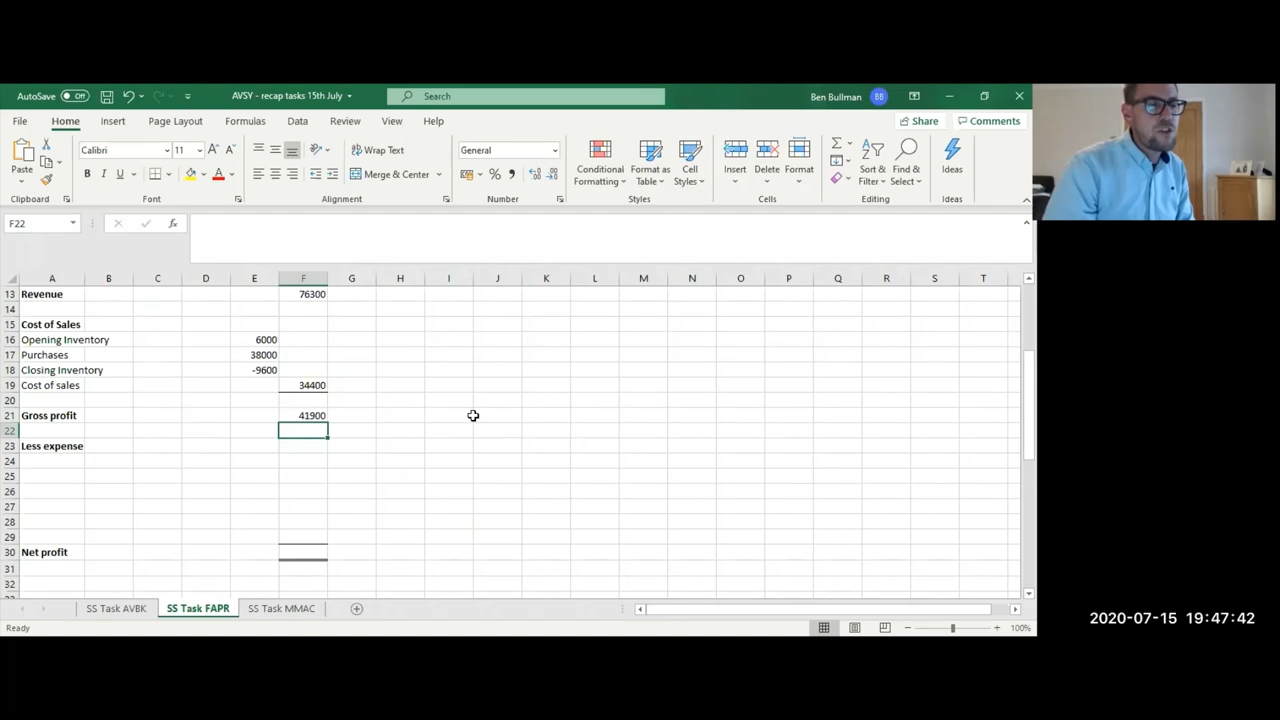 AutoSave Off AVSY - recap tasks 15th July Search Ben Bullman BB
File Home Insert Page Layout Formulas Data Review View Help Share Comments
Paste Calibri 11 A A Wrap Text General Conditional Formatting Format as Table Cell Styles Insert Delete Format Sort & Filter Find & Select Ideas
B I U A Merge & Center % ,
Clipboard Font Alignment Number Styles Cells Editing Ideas
F22 fx
A B C D E F G H I J K L M N O P Q R S T
13 Revenue 76300
14
15 Cost of Sales
16 Opening Inventory 6000
17 Purchases 38000
18 Closing Inventory -9600
19 Cost of sales 34400
20
21 Gross profit 41900
22
23 Less expense
24
25
26
27
28
29
30 Net profit
31
32
SS Task AVBK SS Task FAPR SS Task MMAC
Ready 100%
2020-07-15 19:47:42